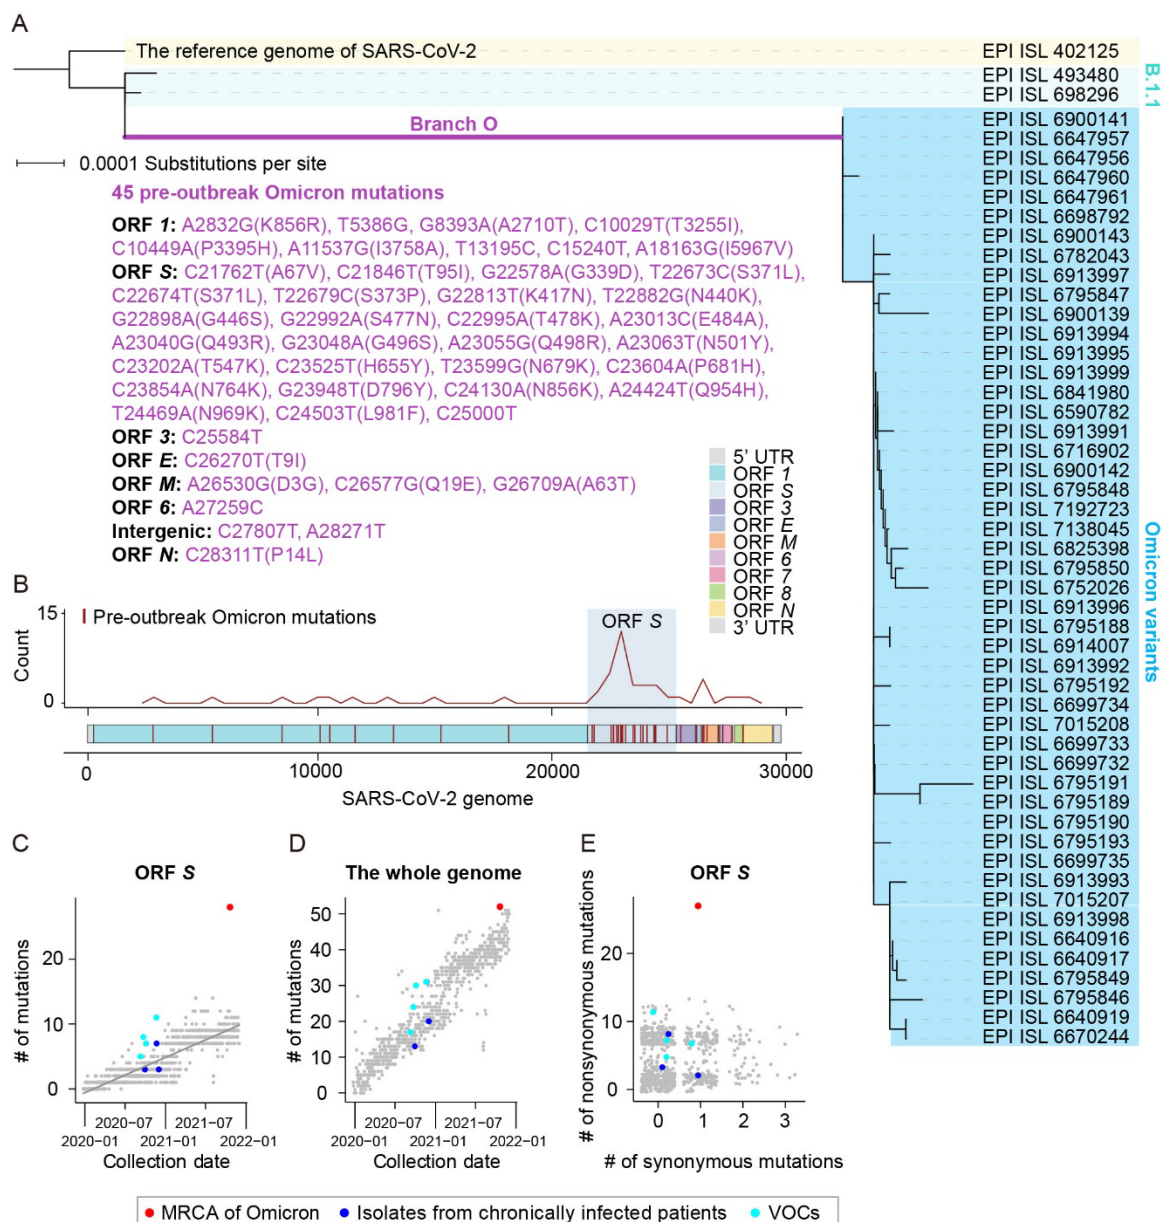 A
The reference genome of SARS-CoV-2
EPI ISL 402125
EPI ISL 493480
EPI ISL 698296
B.1.1
Branch O
0.0001 Substitutions per site
45 pre-outbreak Omicron mutations
ORF 1: A2832G(K856R), T5386G, G8393A(A2710T), C10029T(T3255I),
C10449A(P3395H), A11537G(I3758A), T13195C, C15240T, A18163G(I5967V)
ORF S: C21762T(A67V), C21846T(T95I), G22578A(G339D), T22673C(S371L),
C22674T(S371L), T22679C(S373P), G22813T(K417N), T22882G(N440K),
G22898A(G446S), G22992A(S477N), C22995A(T478K), A23013C(E484A),
A23040G(Q493R), G23048A(G496S), A23055G(Q498R), A23063T(N501Y),
C23202A(T547K), C23525T(H655Y), T23599G(N679K), C23604A(P681H),
C23854A(N764K), G23948T(D796Y), C24130A(N856K), A24424T(Q954H),
T24469A(N969K), C24503T(L981F), C25000T
ORF 3: C25584T
ORF E: C26270T(T9I)
ORF M: A26530G(D3G), C26577G(Q19E), G26709A(A63T)
ORF 6: A27259C
Intergenic: C27807T, A28271T
ORF N: C28311T(P14L)
EPI ISL 6900141
EPI ISL 6647957
EPI ISL 6647956
EPI ISL 6647960
EPI ISL 6647961
EPI ISL 6698792
EPI ISL 6900143
EPI ISL 6782043
EPI ISL 6913997
EPI ISL 6795847
EPI ISL 6900139
EPI ISL 6913994
EPI ISL 6913995
EPI ISL 6913999
EPI ISL 6841980
EPI ISL 6590782
EPI ISL 6913991
EPI ISL 6716902
EPI ISL 6900142
EPI ISL 6795848
EPI ISL 7192723
EPI ISL 7138045
EPI ISL 6825398
EPI ISL 6795850
EPI ISL 6752026
EPI ISL 6913996
EPI ISL 6795188
EPI ISL 6914007
EPI ISL 6913992
EPI ISL 6795192
EPI ISL 6699734
EPI ISL 7015208
EPI ISL 6699733
EPI ISL 6699732
EPI ISL 6795191
EPI ISL 6795189
EPI ISL 6795190
EPI ISL 6795193
EPI ISL 6699735
EPI ISL 6913993
EPI ISL 7015207
EPI ISL 6913998
EPI ISL 6640916
EPI ISL 6640917
EPI ISL 6795849
EPI ISL 6795846
EPI ISL 6640919
EPI ISL 6670244
Omicron variants
5' UTR
ORF 1
ORF S
ORF 3
ORF E
ORF M
ORF 6
ORF 7
ORF 8
ORF N
3' UTR
B
Pre-outbreak Omicron mutations
ORF S
15
0
Count
0 10000 20000 30000
SARS-CoV-2 genome
C
ORF S
# of mutations
20
10
0
2020-07 2021-07
2020-01 2021-01 2022-01
Collection date
D
The whole genome
# of mutations
50
40
30
20
10
0
2020-07 2021-07
2020-01 2021-01 2022-01
Collection date
E
ORF S
# of nonsynonymous mutations
20
10
0
0 1 2 3
# of synonymous mutations
MRCA of Omicron Isolates from chronically infected patients VOCs